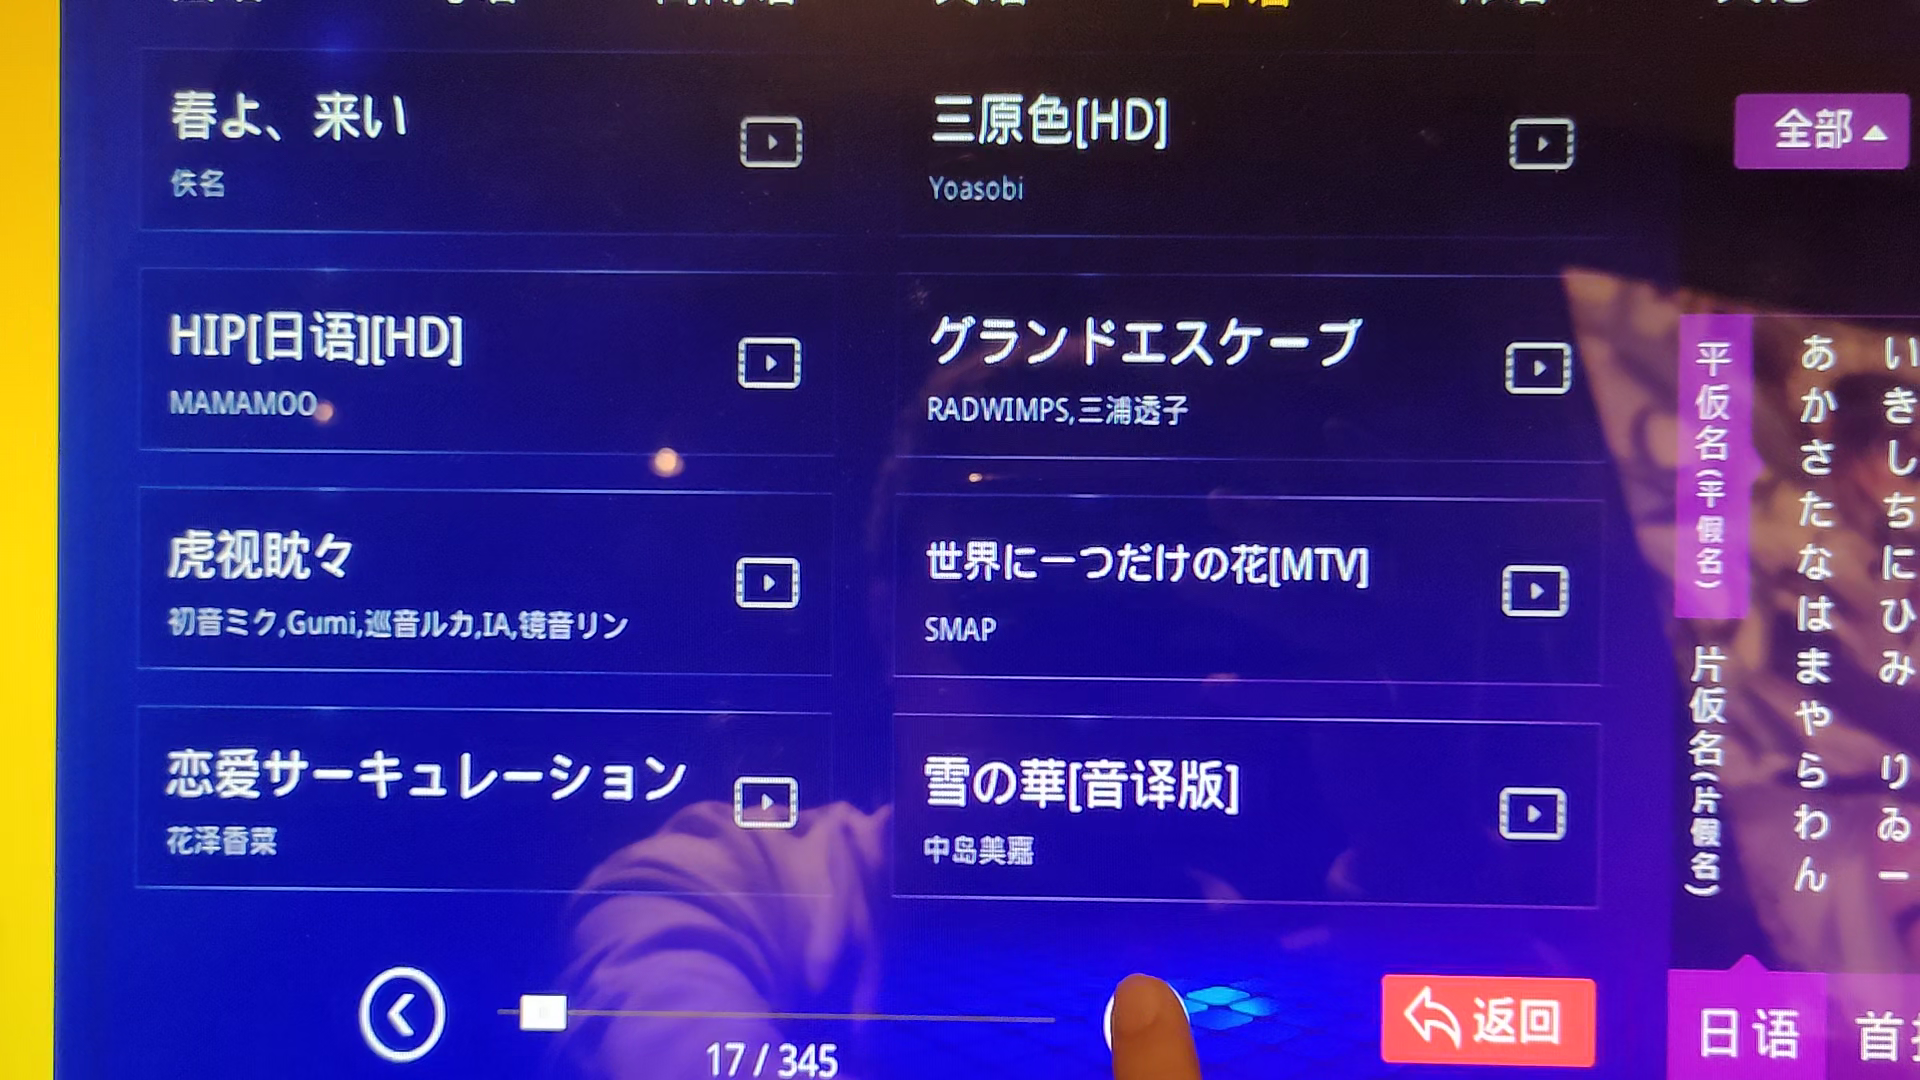 日语
春よ、来い
佚名
三原色[HD]
Yoasobi
全部
HIP[日语][HD]
MAMAMOO
グランドエスケープ
RADWIMPS,三浦透子
虎视眈々
初音ミク,Gumi,巡音ルカ,IA,镜音リン
世界に一つだけの花[MTV]
SMAP
恋爱サーキュレーション
花泽香菜
雪の華[音译版]
中岛美嘉
平仮名(平假名)
片仮名(片假名)
あかさたなはまやらわん
いきしちにひみ りゐー
17 / 345
返回
日语
首